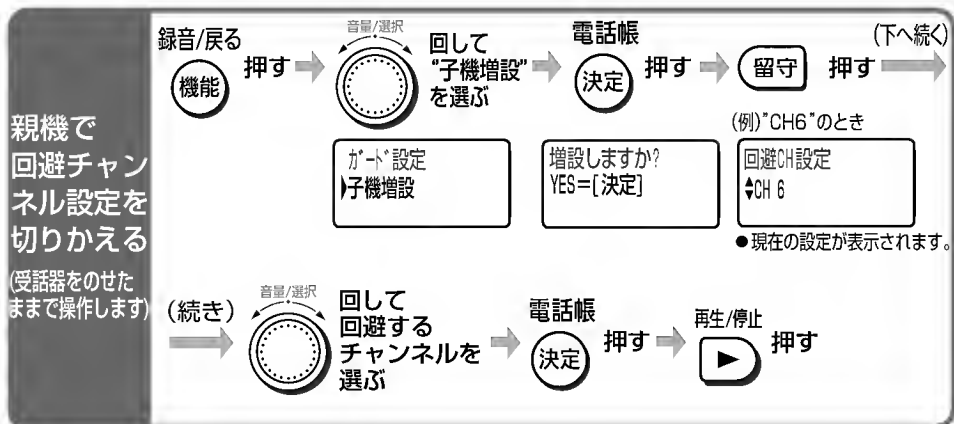 親機で
回避チャン
ネル設定を
切りかえる
(受話器をのせた
ままで操作します)
録音/戻る
機能
押す
音量/選択
回して
"子機増設"
を選ぶ
電話帳
決定
押す
留守
押す
(下へ続く)
ガード設定
子機増設
増設しますか?
YES=[決定]
(例)"CH6"のとき
回避CH設定
CH 6
●現在の設定が表示されます。
(続き)
音量/選択
回して
回避する
チャンネルを
選ぶ
電話帳
決定
押す
再生/停止
押す